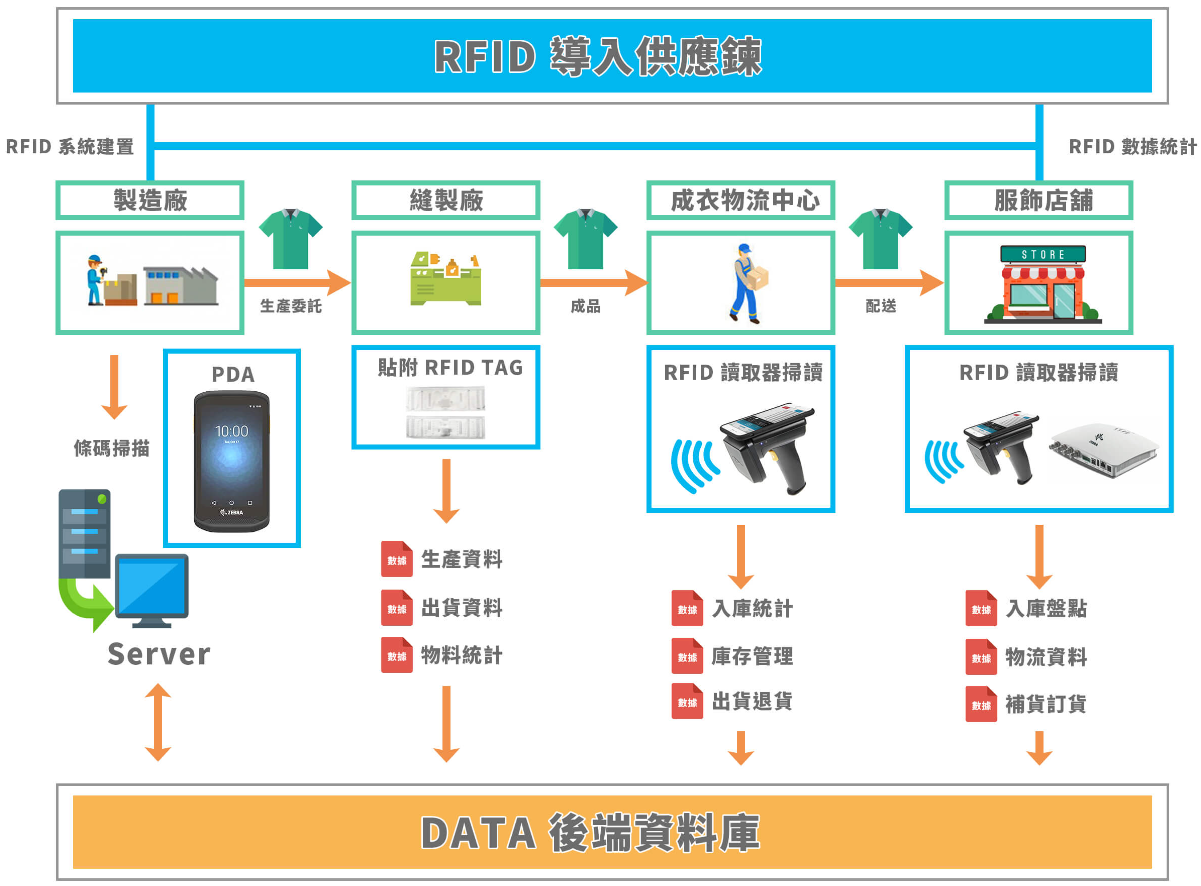 RFID 導入供應鍊
RFID 系統建置
RFID 數據統計
製造廠
縫製廠
成衣物流中心
服飾店舖
STORE
生產委託
成品
配送
PDA
貼附 RFID TAG
RFID 讀取器掃讀
RFID 讀取器掃讀
10:00
ZEBRA
條碼掃描
數據 生產資料
數據 出貨資料
數據 物料統計
數據 入庫統計
數據 庫存管理
數據 出貨退貨
數據 入庫盤點
數據 物流資料
數據 補貨訂貨
Server
DATA 後端資料庫